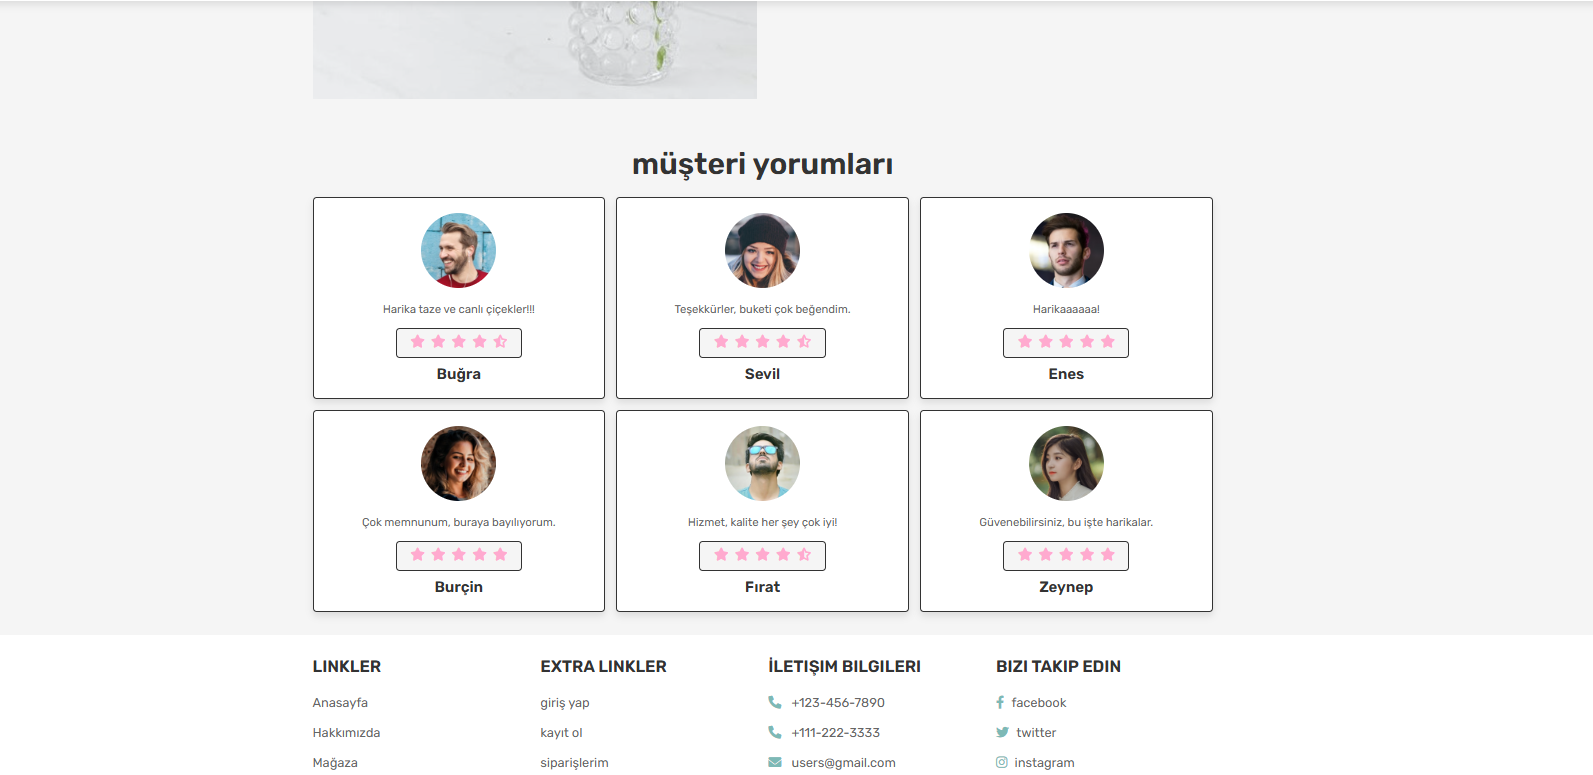 müşteri yorumları
Harika taze ve canlı çiçekler!!!
Buğra
Teşekkürler, buketi çok beğendim.
Sevil
Harikaaaaaa!
Enes
Çok memnunum, buraya bayılıyorum.
Burçin
Hizmet, kalite her şey çok iyi!
Fırat
Güvenebilirsiniz, bu işte harikalar.
Zeynep
LINKLER
Anasayfa
Hakkımızda
Mağaza
EXTRA LINKLER
giriş yap
kayıt ol
siparişlerim
İLETIŞIM BILGILERI
+123-456-7890
+111-222-3333
users@gmail.com
BIZI TAKIP EDIN
facebook
twitter
instagram